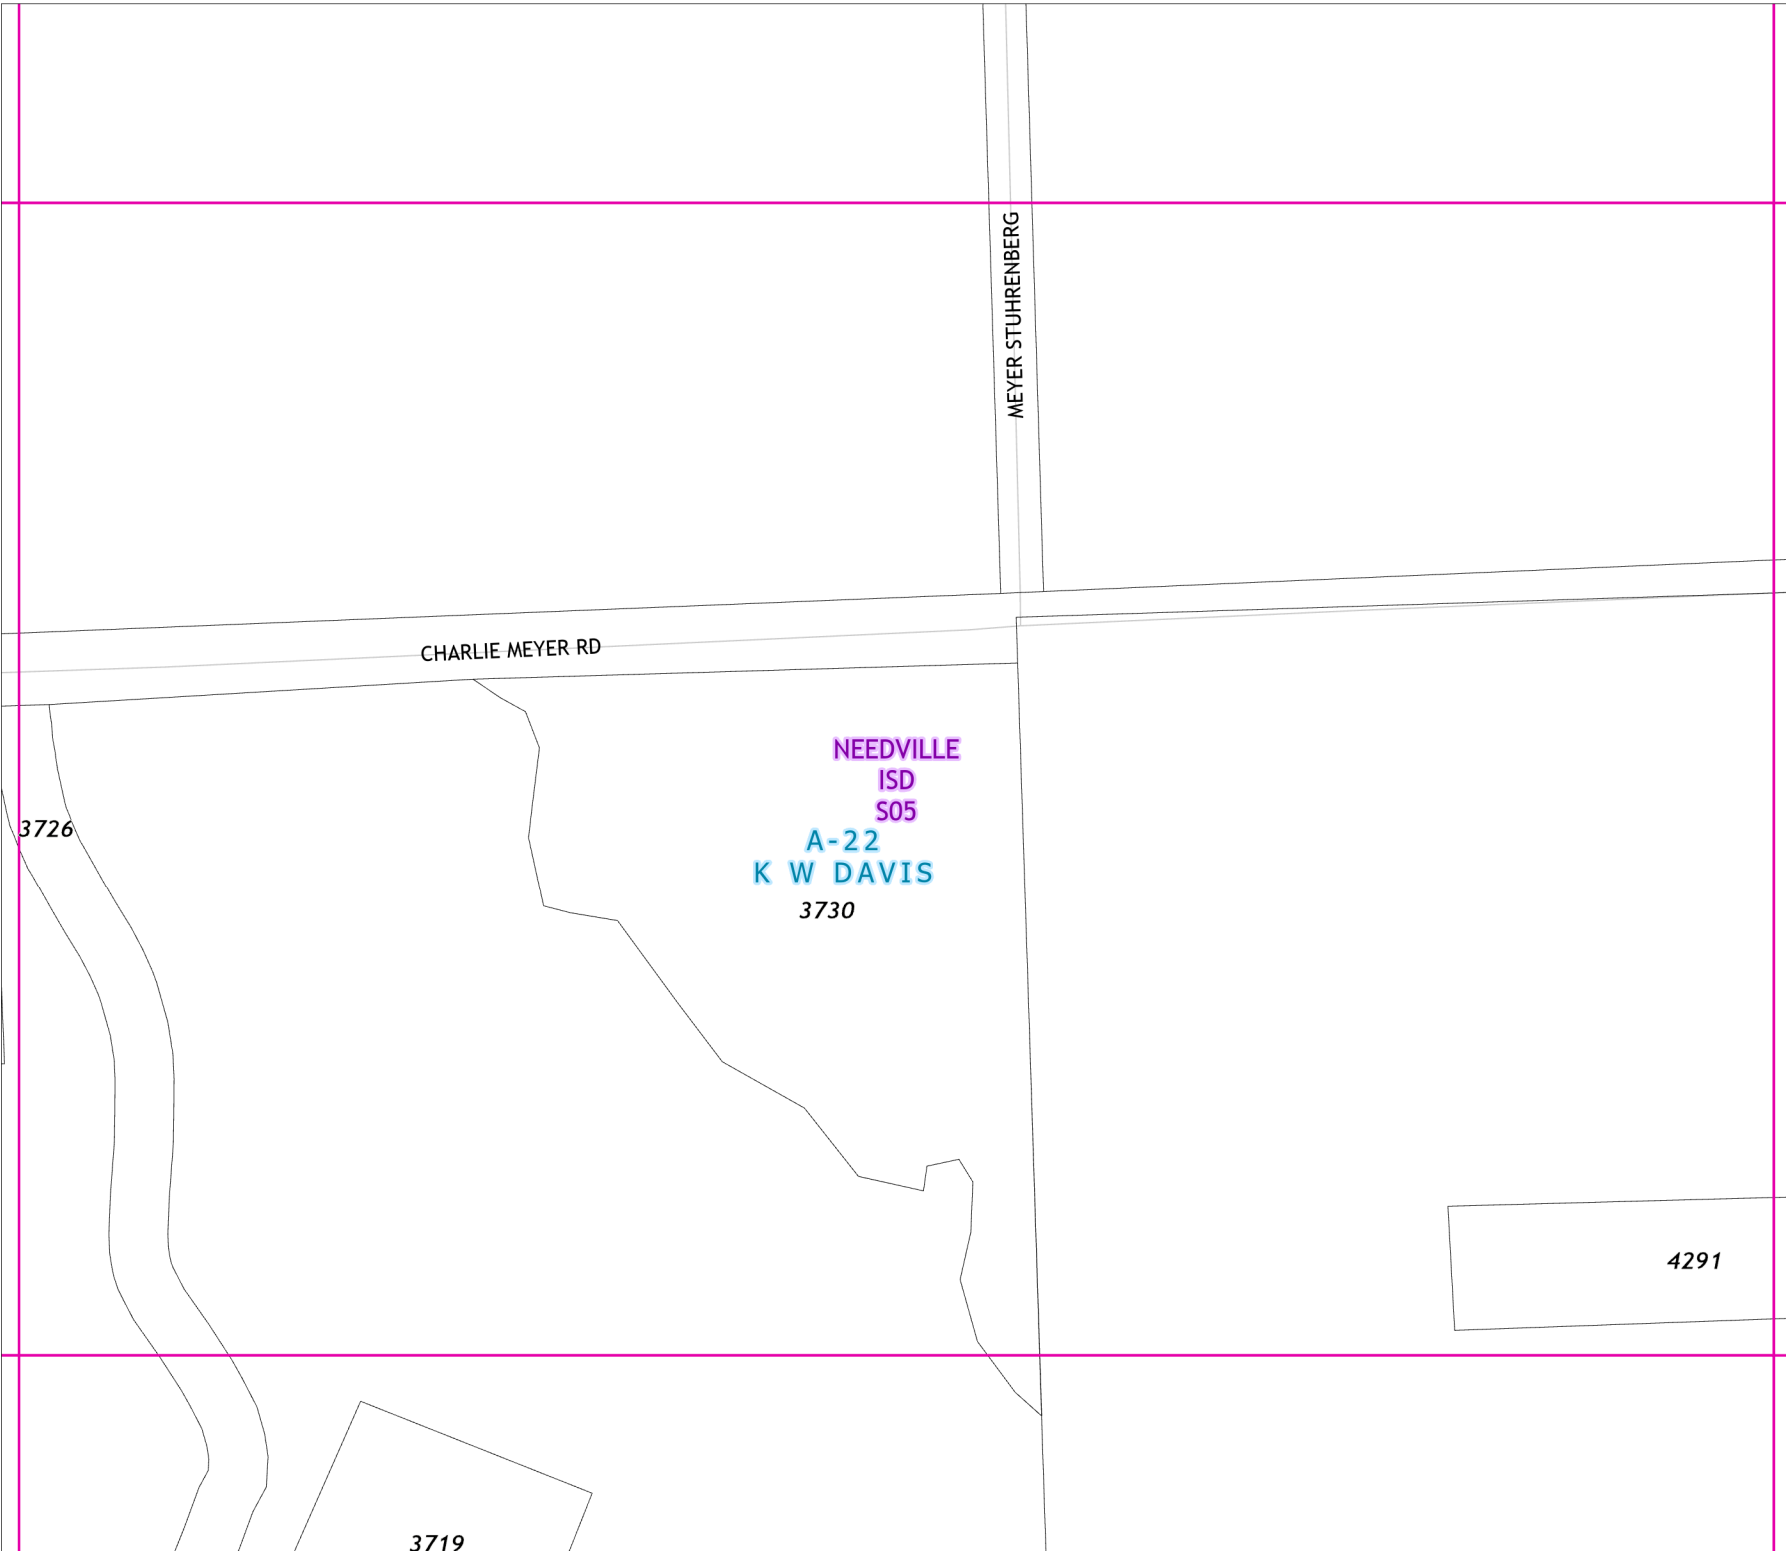 MEYER STUHRENBERG
CHARLIE MEYER RD
NEEDVILLE
ISD
S05
3726
A-22
K W DAVIS
3730
4291
3719